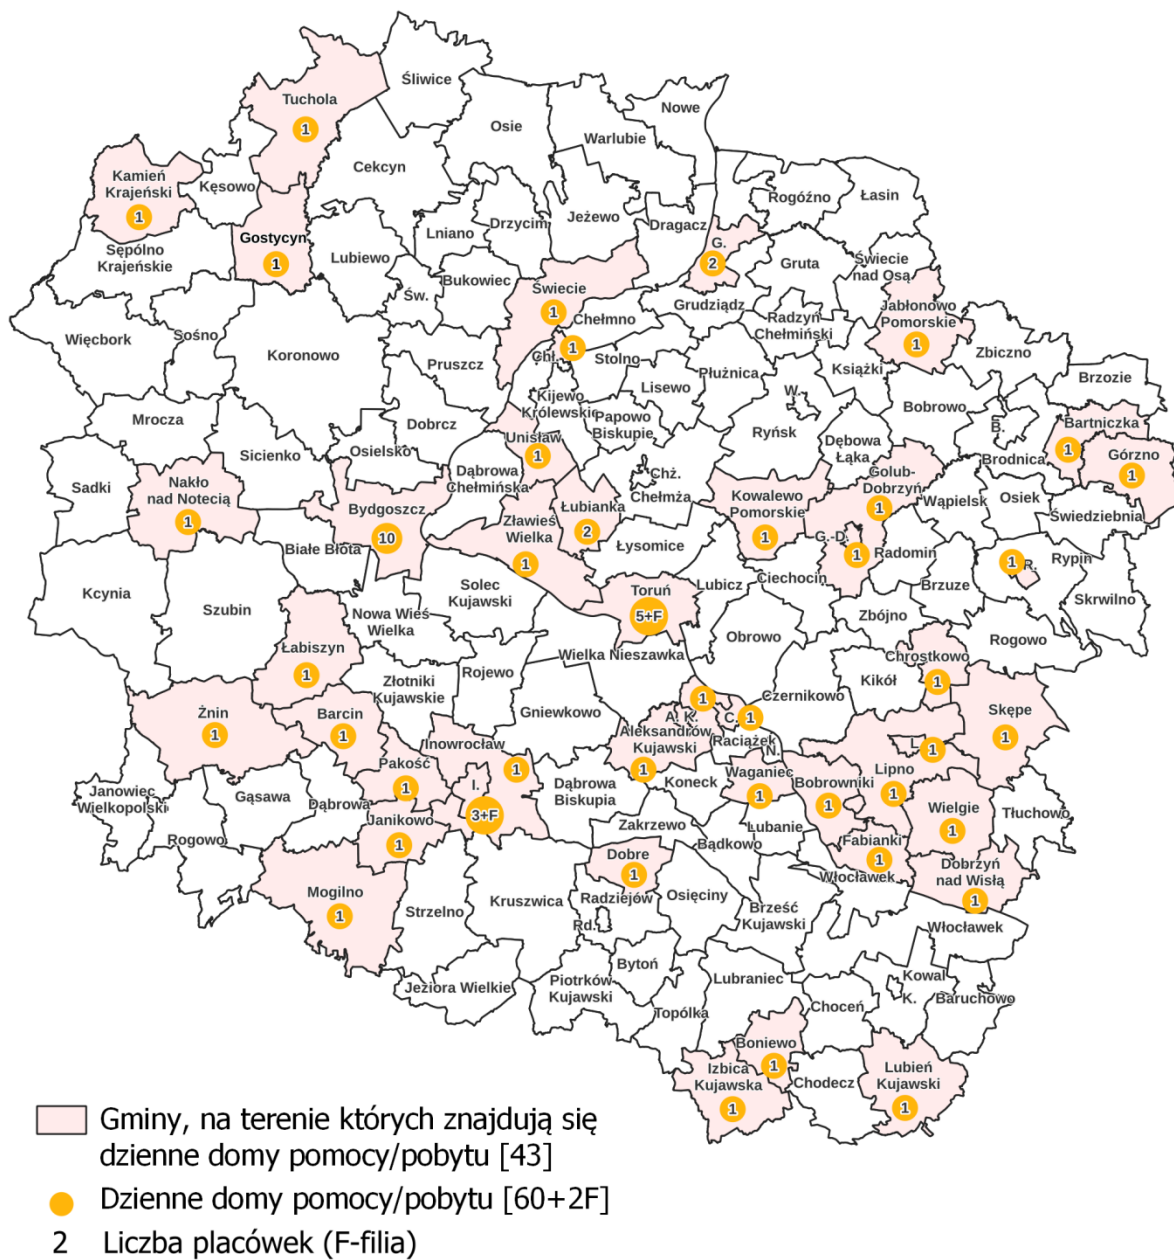 Śliwice
Tuchola
1
Nowe
Osie
Warlubie
Cekcyn
Kamień
Krajeński
1
Kęsowo
Rogóźno
Łasin
Gostycyn
1
Lniano
Drzycim
Jeżewo
Dragacz
G.
2
Sępólno
Krajeńskie
Lubiewo
Gruta
Świecie
nad Osą
Bukowiec
Św.
Świecie
1
Grudziądz
Jabłonowo
Pomorskie
1
Chełmno
Radzyń
Chełmiński
Więcbork
Sośno
Koronowo
Chł.
1
Stolno
Zbiczno
Pruszcz
Płużnica
Książki
Lisewo
Brzozie
Kijewo
Królewskie
W.
Bobrowo
Mrocza
Dobrcz
Papowo
Biskupie
Ryńsk
B.
Bartniczka
1
Unisław
1
Dębowa
Łąka
Sicienko
Osielsko
Brodnica
Górzno
1
Sadki
Nakło
nad Notecią
1
Dąbrowa
Chełmińska
Chż.
Chełmża
Golub-
Dobrzyń
1
Kowalewo
Pomorskie
1
Wąpielsk
Osiek
Bydgoszcz
10
Łubianka
2
Zławieś
Wielka
1
Świedziebnia
Białe Błota
Łysomice
G.-D.
1
Radomin
1
R.
Rypin
Kcynia
Szubin
Solec
Kujawski
Toruń
5+F
Lubicz
Ciechocin
Brzuze
Skrwilno
Nowa Wieś
Wielka
Zbójno
Łabiszyn
1
Obrowo
Rogowo
Wielka Nieszawka
Chrostkowo
1
Złotniki
Kujawskie
Rojewo
Kikół
Czernikowo
Żnin
1
Barcin
1
Gniewkowo
1
A. K.
C.
1
Skępe
1
Aleksandrów
Kujawski
1
Raciążek
N.
L.
1
Inowrocław
1
Pakość
1
I.
3+F
Lipno
1
Janowiec
Wielkopolski
Gąsawa
Dąbrowa
Dąbrowa
Biskupia
Koneck
Waganiec
1
Bobrowniki
1
Wielgie
1
Tłuchowo
Janikowo
1
Zakrzewo
Lubanie
Rogowo
Bądkowo
Fabianki
1
Dobre
1
Włocławek
Dobrzyń
nad Wisłą
1
Mogilno
1
Strzelno
Kruszwica
Radziejów
Osięciny
Brześć
Kujawski
Rd.
Włocławek
Bytoń
Jeziora Wielkie
Piotrków
Kujawski
Lubraniec
Kowal
K.
Baruchowo
Topólka
Choceń
Boniewo
1
Izbica
Kujawska
1
Chodecz
Lubień
Kujawski
1
Gminy, na terenie których znajdują się
dzienne domy pomocy/pobytu [43]
Dzienne domy pomocy/pobytu [60+2F]
2 Liczba placówek (F-filia)